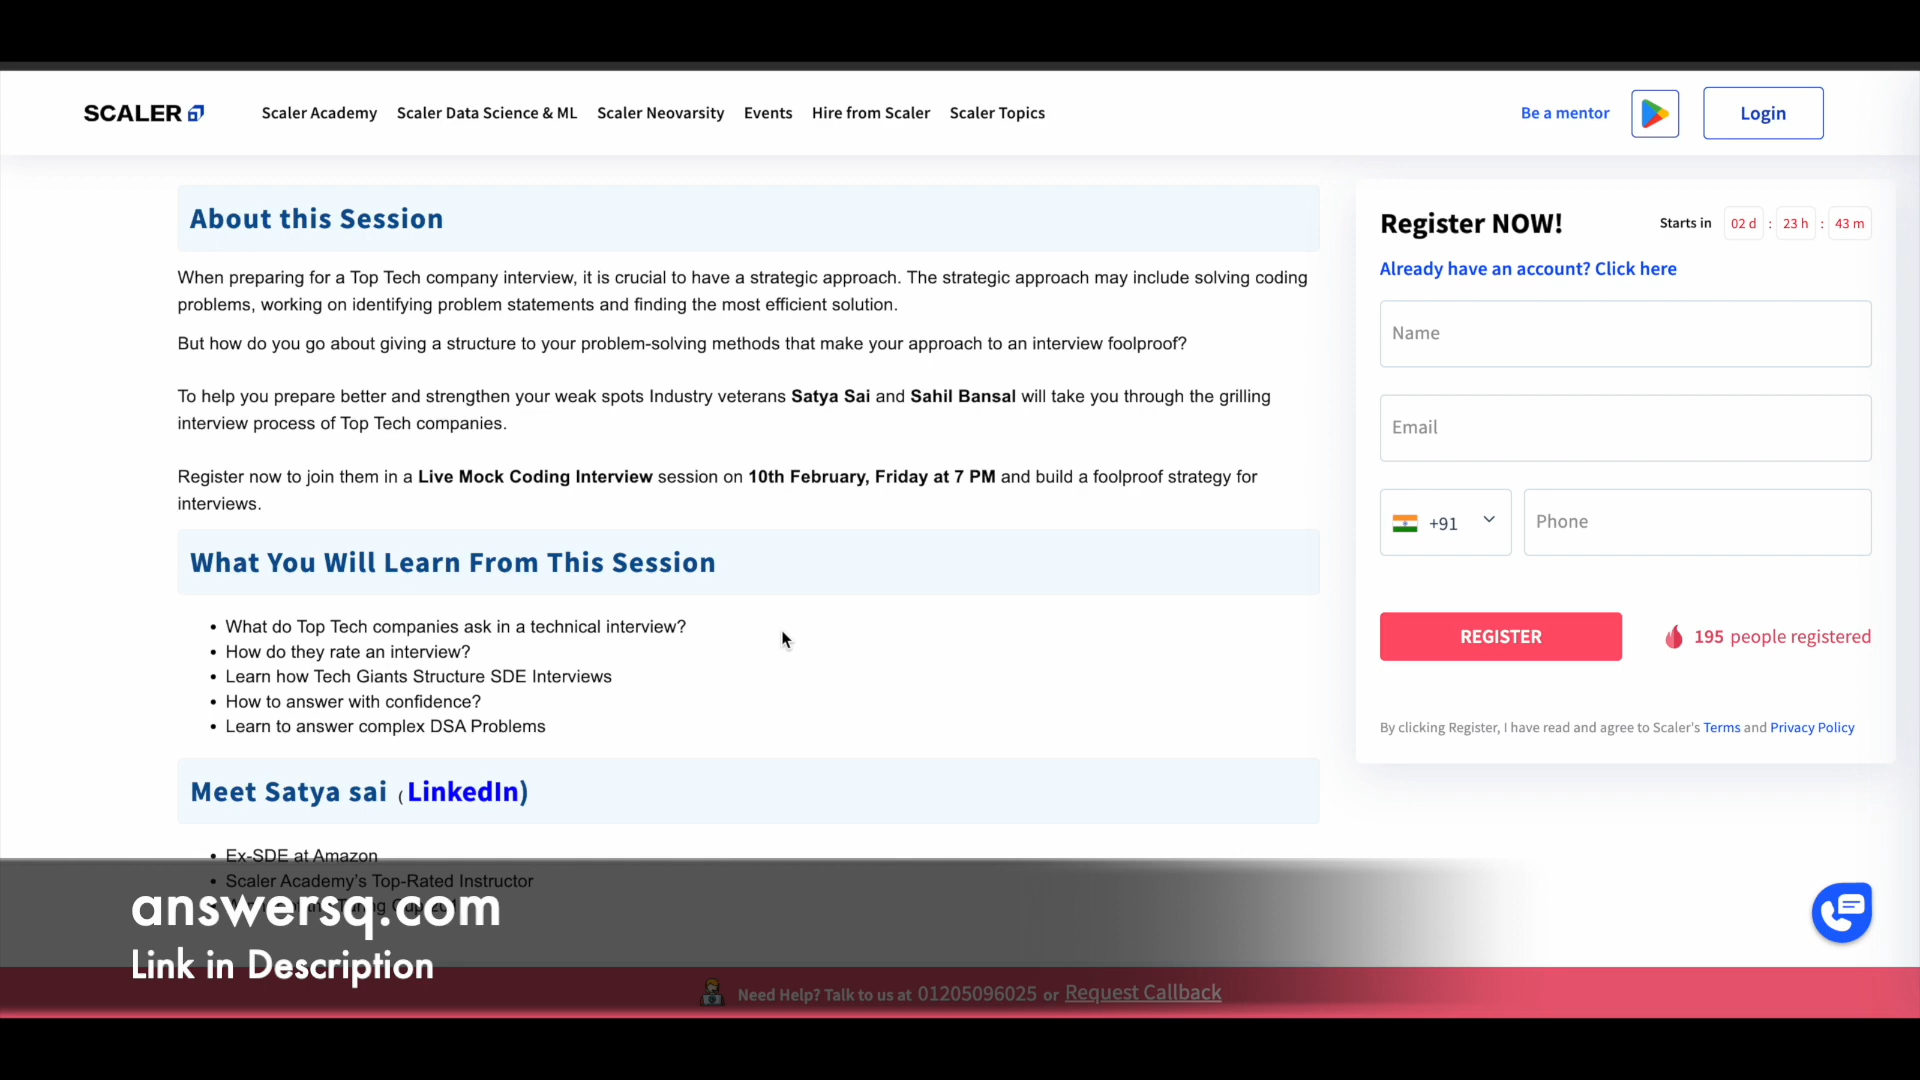 SCALER
Scaler Academy Scaler Data Science & ML Scaler Neovarsity Events Hire from Scaler Scaler Topics
Be a mentor
Login
About this Session
When preparing for a Top Tech company interview, it is crucial to have a strategic approach. The strategic approach may include solving coding
problems, working on identifying problem statements and finding the most efficient solution.
But how do you go about giving a structure to your problem-solving methods that make your approach to an interview foolproof?
To help you prepare better and strengthen your weak spots Industry veterans Satya Sai and Sahil Bansal will take you through the grilling
interview process of Top Tech companies.
Register now to join them in a Live Mock Coding Interview session on 10th February, Friday at 7 PM and build a foolproof strategy for
interviews.
What You Will Learn From This Session
• What do Top Tech companies ask in a technical interview?
• How do they rate an interview?
• Learn how Tech Giants Structure SDE Interviews
• How to answer with confidence?
• Learn to answer complex DSA Problems
Meet Satya sai (LinkedIn)
• Ex-SDE at Amazon
• Scaler Academy's Top-Rated Instructor
Register NOW!
Starts in 02 d : 23 h : 43 m
Already have an account? Click here
Name
Email
+91
Phone
REGISTER
195 people registered
By clicking Register, I have read and agree to Scaler's Terms and Privacy Policy
answersq.com
Link in Description
Need Help? Talk to us at 01205096025 or Request Callback